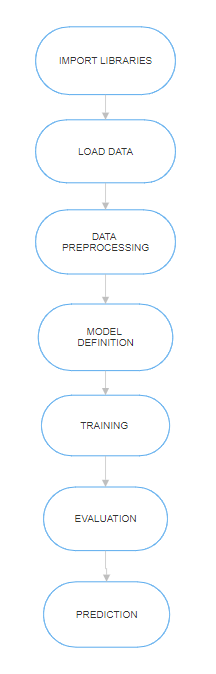 IMPORT LIBRARIES
LOAD DATA
DATA
PREPROCESSING
MODEL
DEFINITION
TRAINING
EVALUATION
PREDICTION